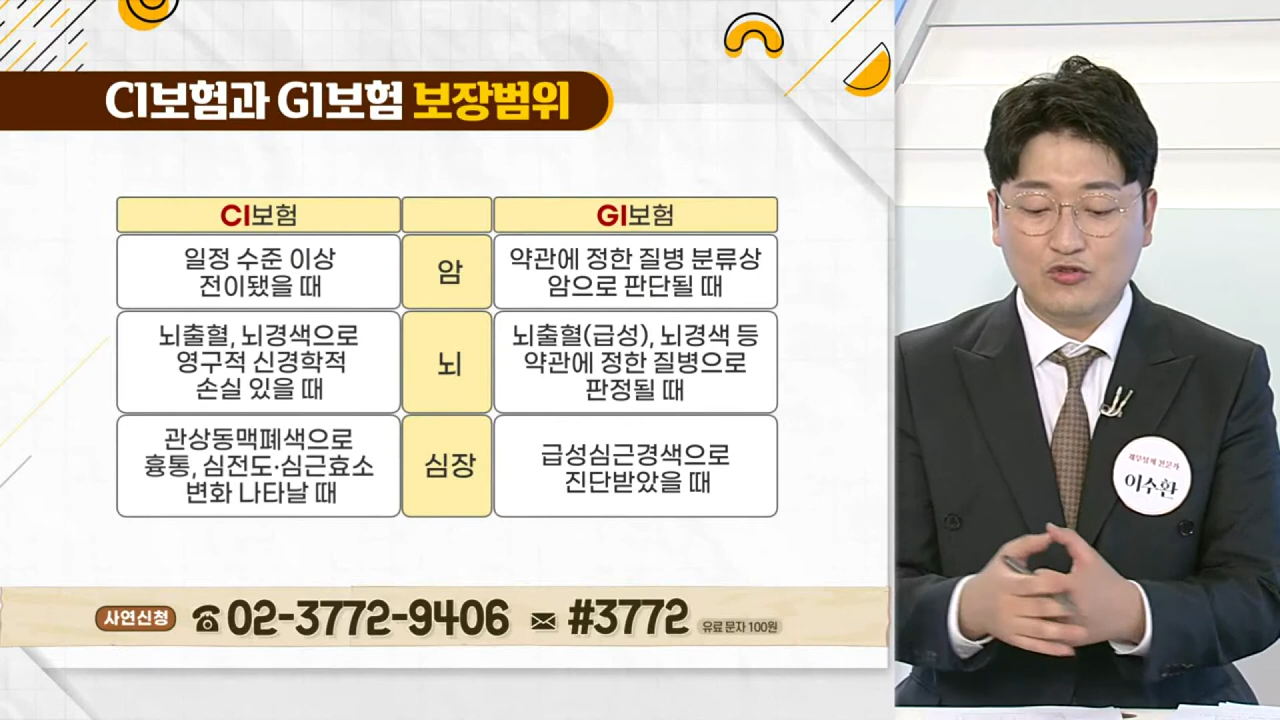 CI보험과 GI보험 보장범위
CI보험
GI보험
일정 수준 이상
전이됐을 때
암
약관에 정한 질병 분류상
암으로 판단될 때
뇌출혈, 뇌경색으로
영구적 신경학적
손실 있을 때
뇌
뇌출혈(급성), 뇌경색 등
약관에 정한 질병으로
판정될 때
관상동맥폐색으로
흉통, 심전도·심근효소
변화 나타날 때
심장
급성심근경색으로
진단받았을 때
사연신청 02-3772-9406 #3772 유료 문자 100원
재무설계 전문가
이수환